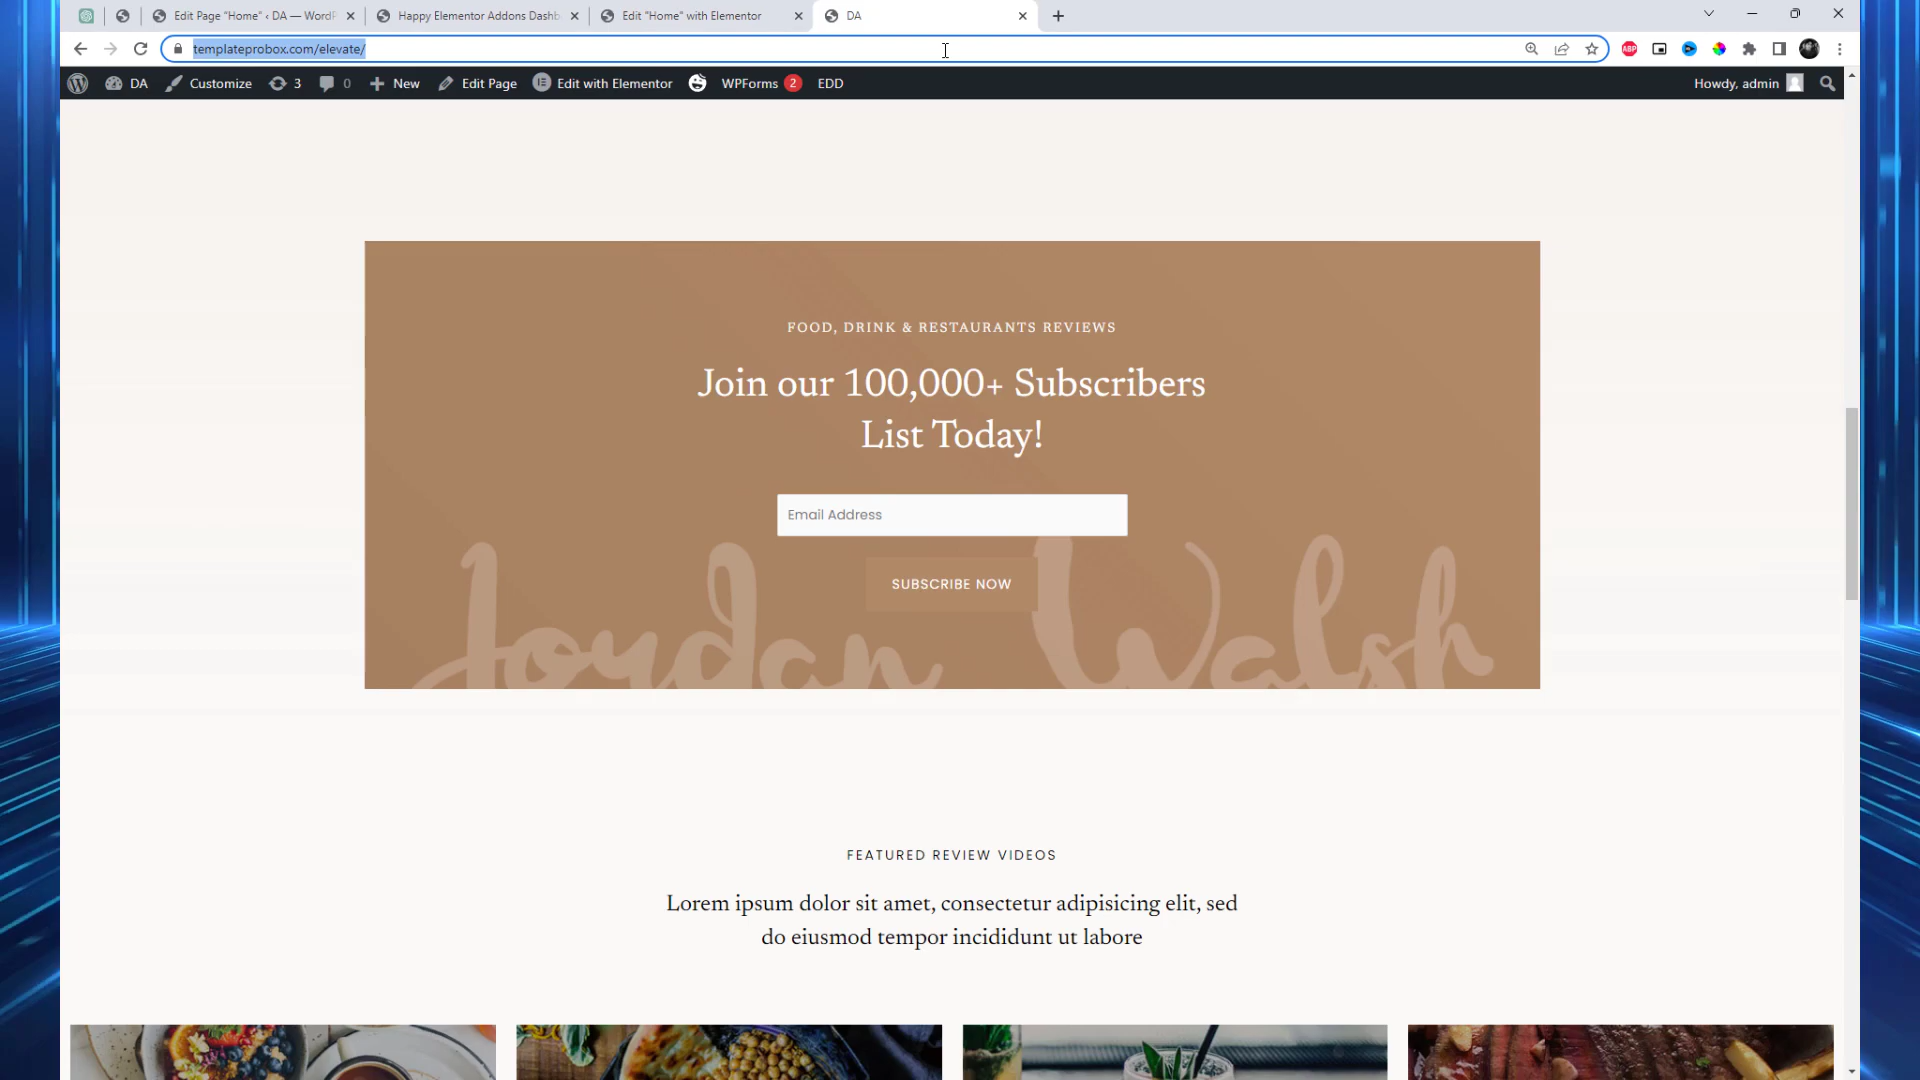 Edit Page "Home" ‹ DA — WordP
Happy Elementor Addons Dashb
Edit "Home" with Elementor
DA
templateprobox.com/elevate/
ABP
DA
Customize
3
0
New
Edit Page
Edit with Elementor
WPForms 2
EDD
Howdy, admin
FOOD, DRINK & RESTAURANTS REVIEWS
Join our 100,000+ Subscribers
List Today!
Email Address
SUBSCRIBE NOW
Jordan Walsh
FEATURED REVIEW VIDEOS
Lorem ipsum dolor sit amet, consectetur adipisicing elit, sed
do eiusmod tempor incididunt ut labore